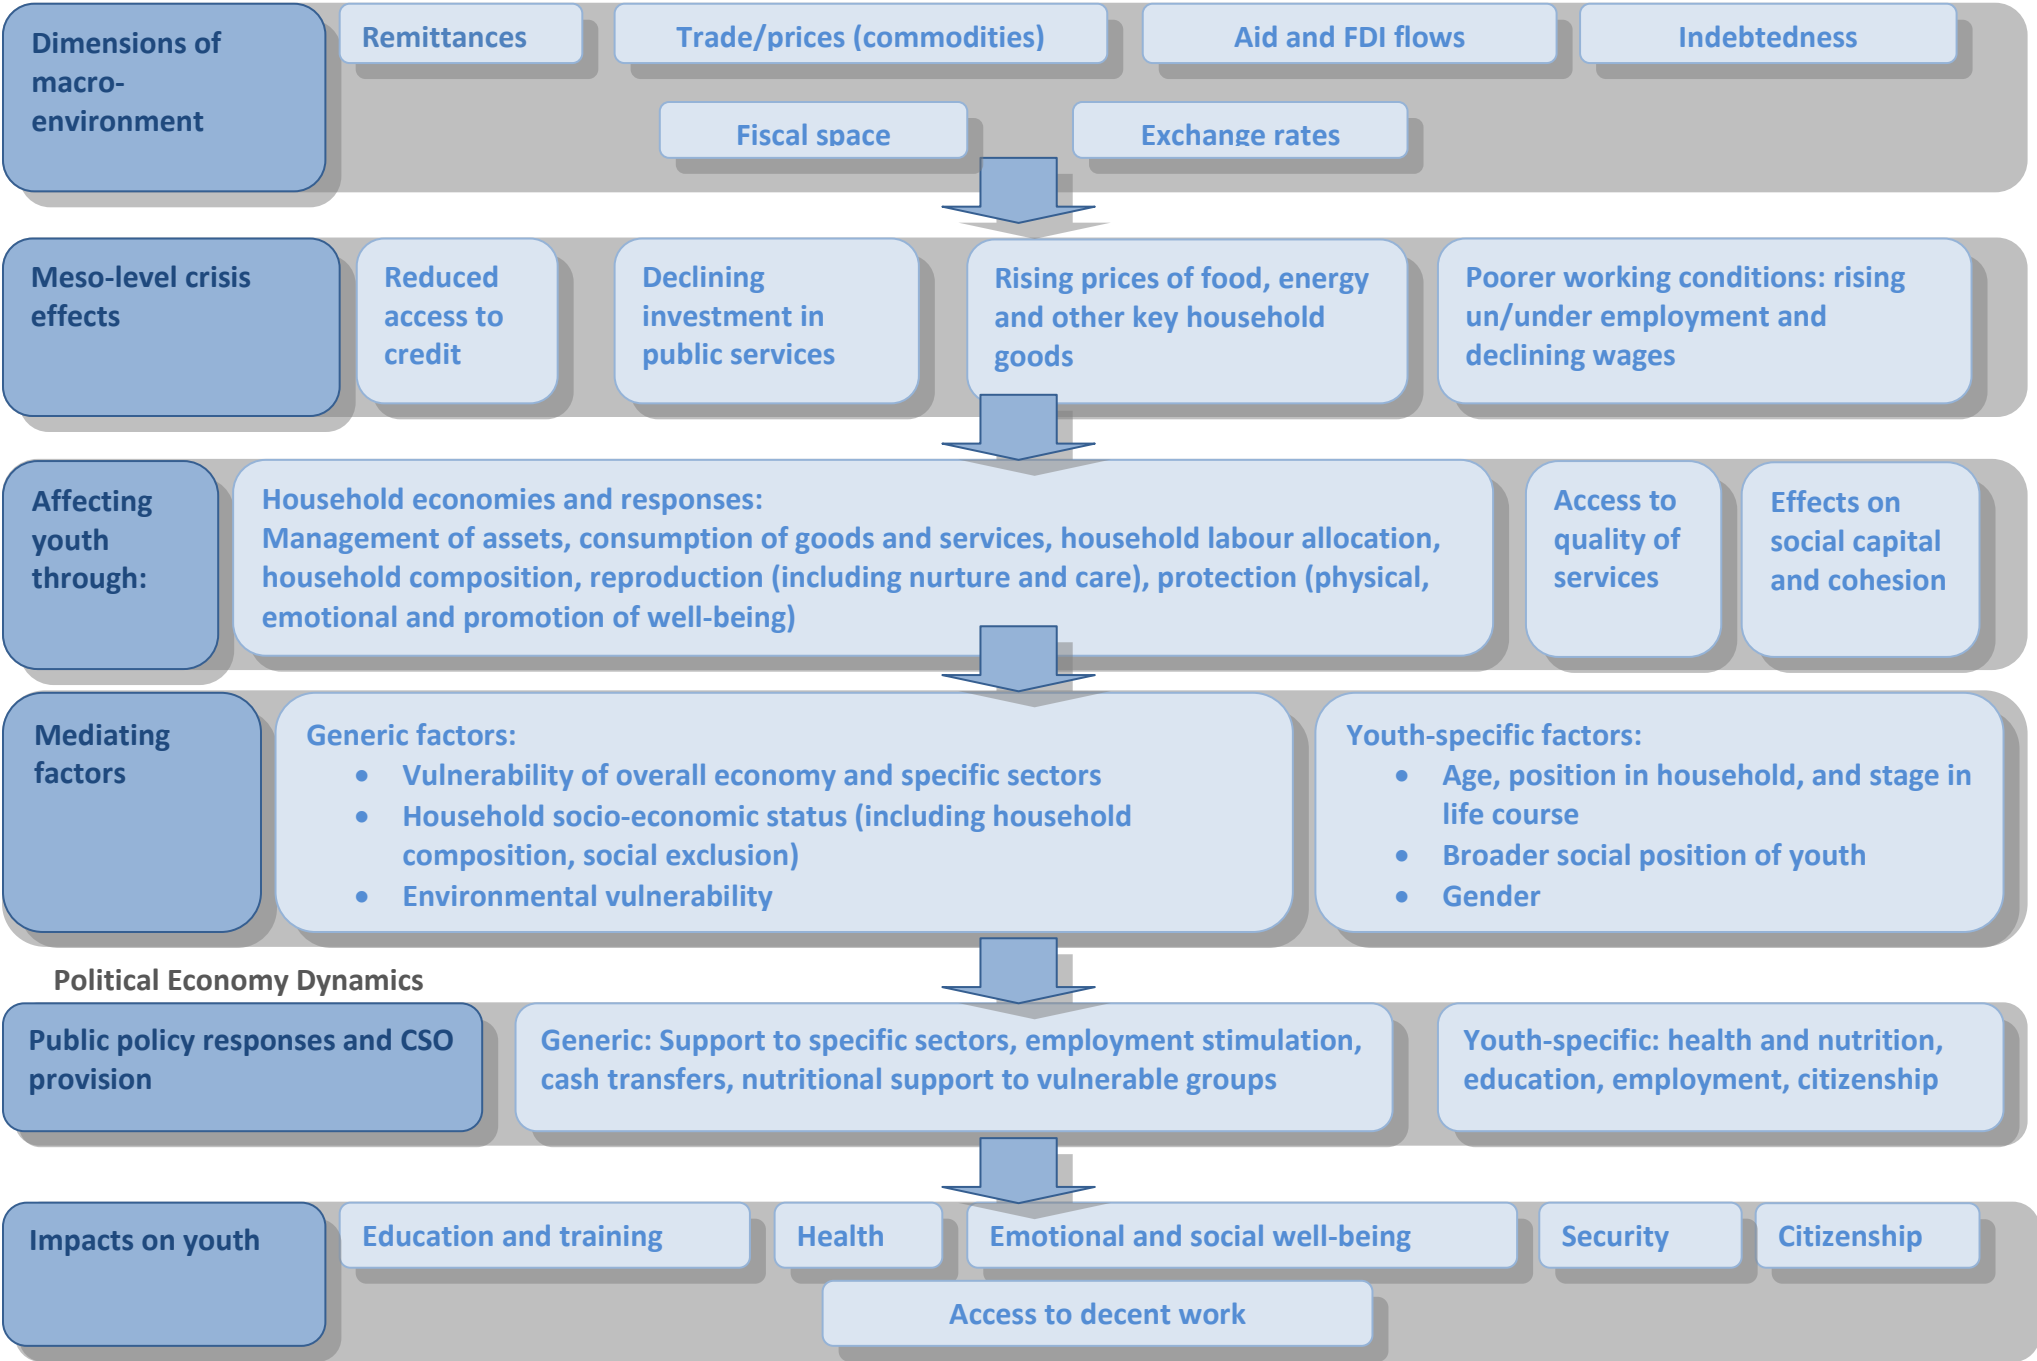 Dimensions of
macro-
environment
Remittances
Trade/prices (commodities)
Aid and FDI flows
Indebtedness
Fiscal space
Exchange rates
Meso-level crisis
effects
Reduced
access to
credit
Declining
investment in
public services
Rising prices of food, energy
and other key household
goods
Poorer working conditions: rising
un/under employment and
declining wages
Affecting
youth
through:
Household economies and responses:
Management of assets, consumption of goods and services, household labour allocation,
household composition, reproduction (including nurture and care), protection (physical,
emotional and promotion of well-being)
Access to
quality of
services
Effects on
social capital
and cohesion
Mediating
factors
Generic factors:
• Vulnerability of overall economy and specific sectors
• Household socio-economic status (including household
composition, social exclusion)
• Environmental vulnerability
Youth-specific factors:
• Age, position in household, and stage in
life course
• Broader social position of youth
• Gender
Political Economy Dynamics
Public policy responses and CSO
provision
Generic: Support to specific sectors, employment stimulation,
cash transfers, nutritional support to vulnerable groups
Youth-specific: health and nutrition,
education, employment, citizenship
Impacts on youth
Education and training
Health
Emotional and social well-being
Security
Citizenship
Access to decent work